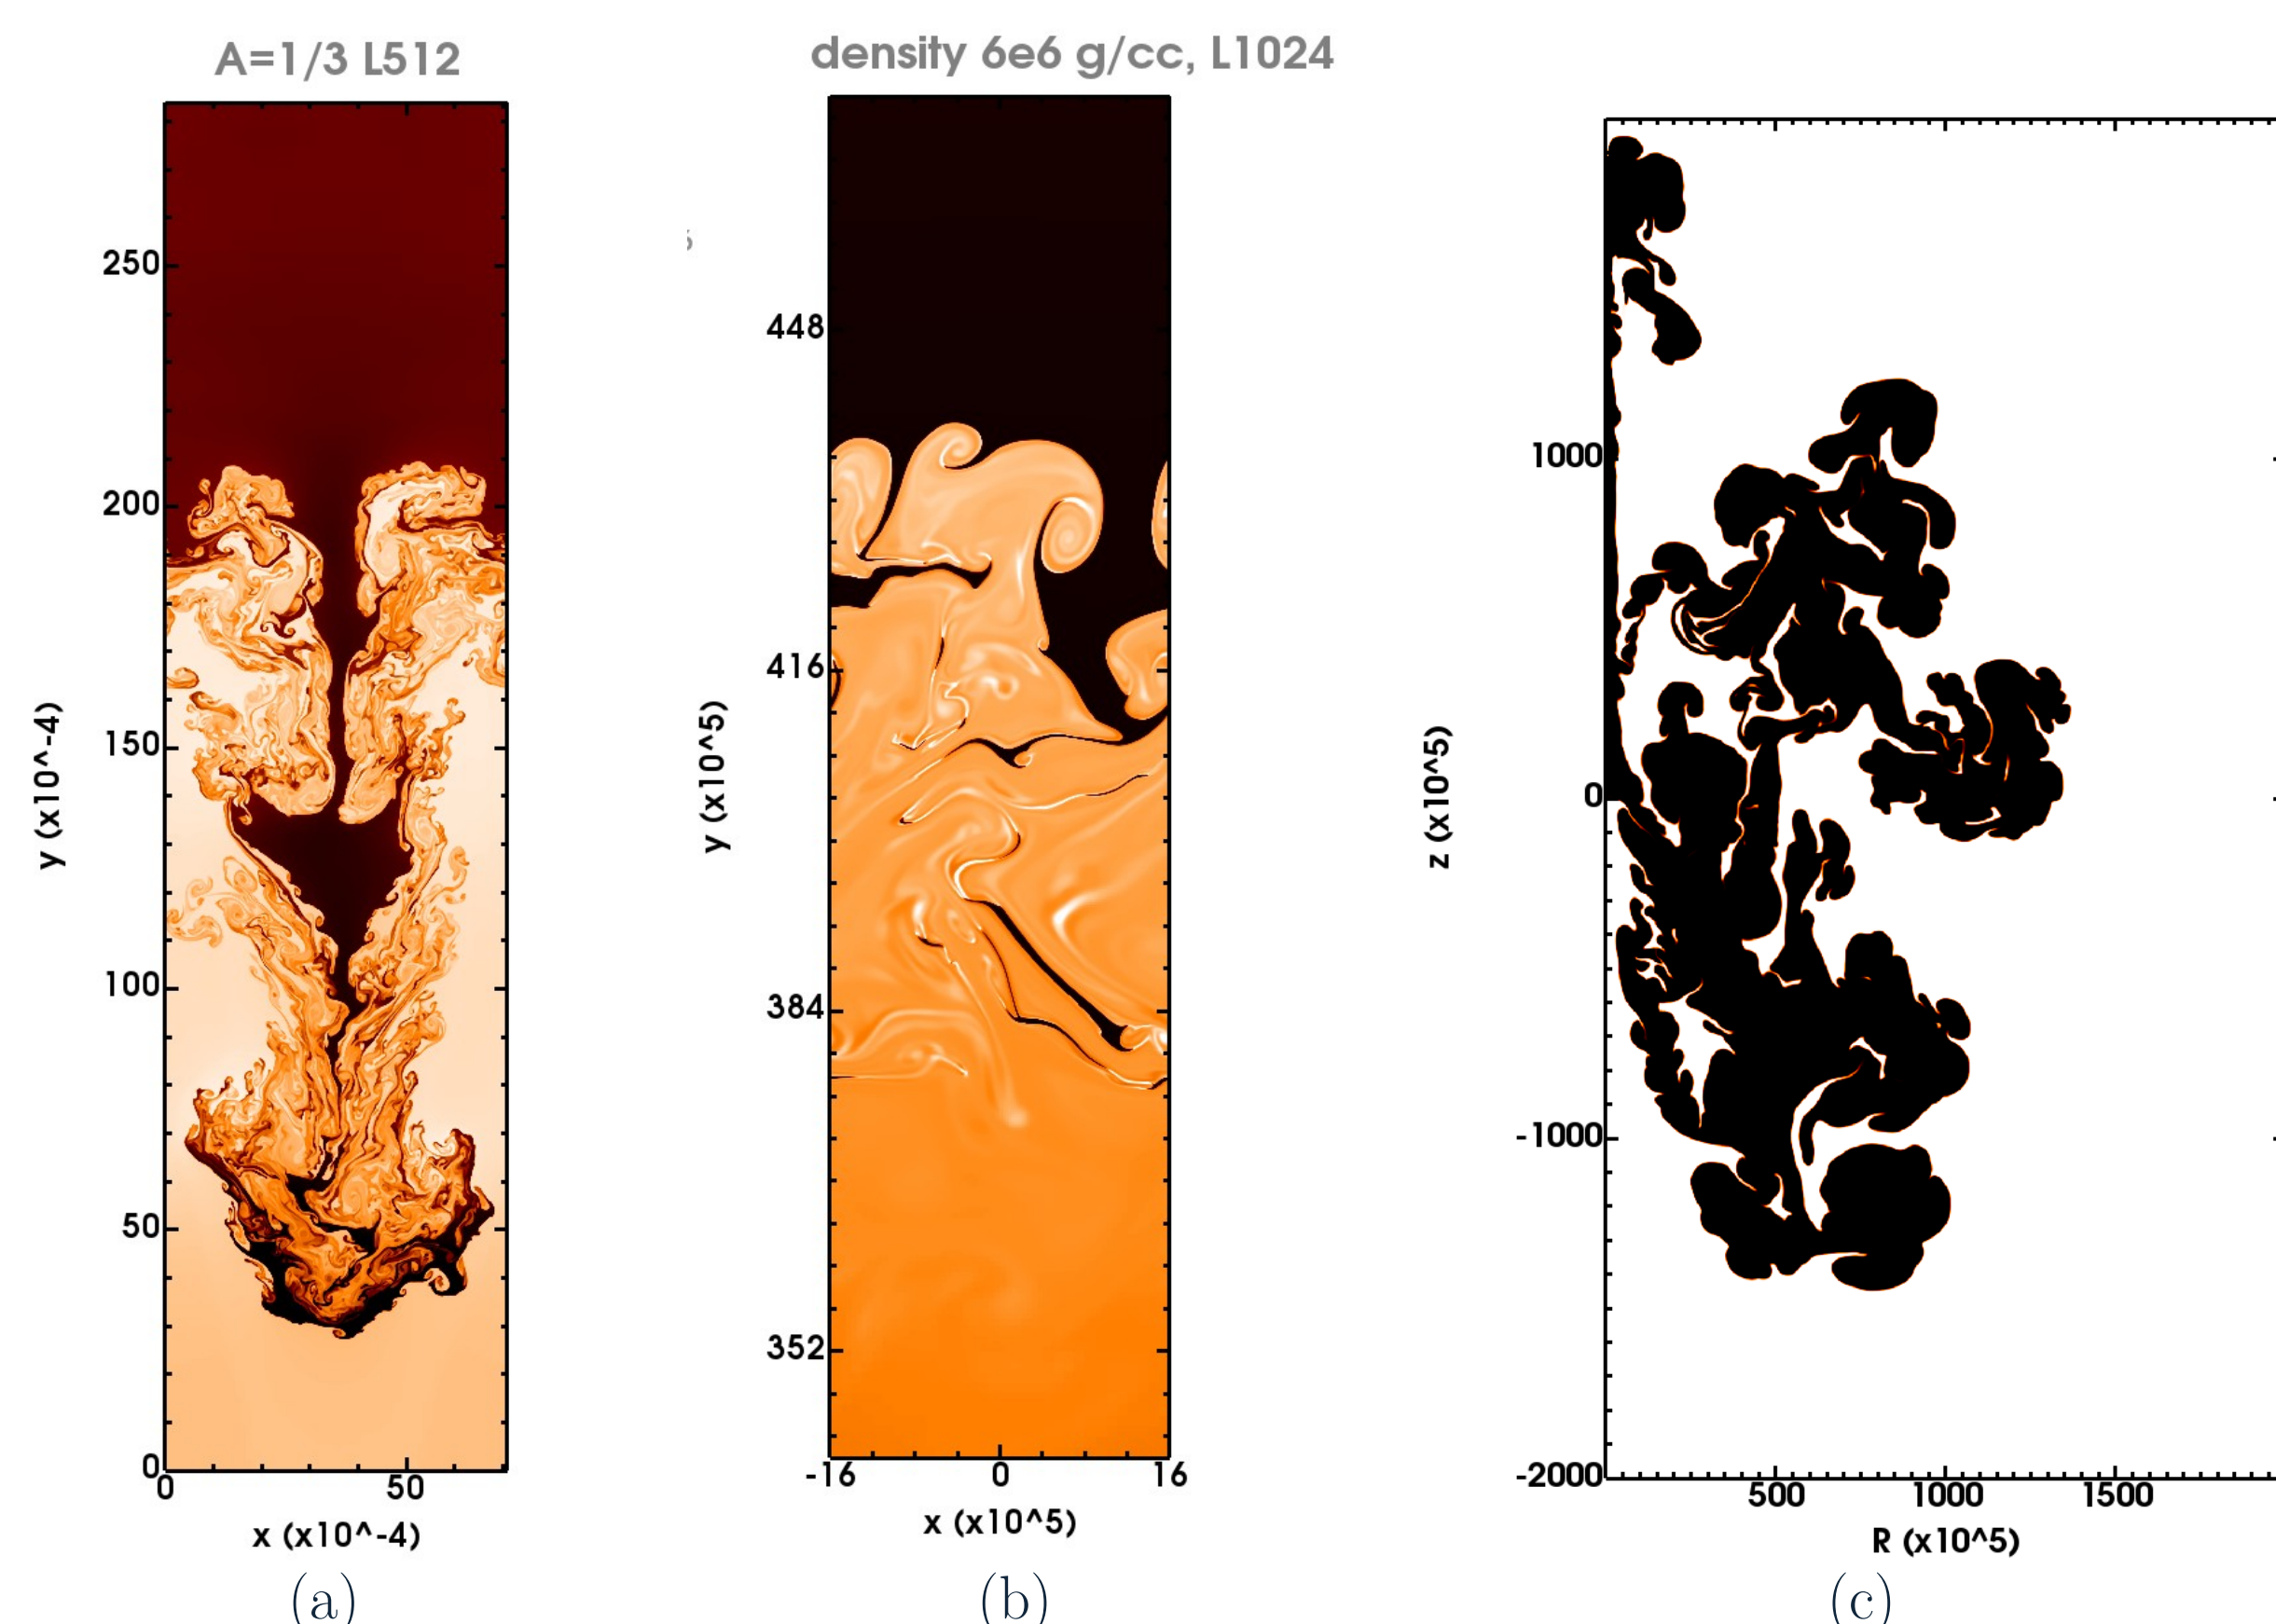 A=1/3 L512
250
200
150
100
50
0
0 50
y (x10^-4)
x (x10^-4)
(a)
density 6e6 g/cc, L1024
448
416
384
352
-16 0 16
y (x10^5)
x (x10^5)
(b)
1000
0
-1000
-2000
500 1000 1500
z (x10^5)
R (x10^5)
(c)